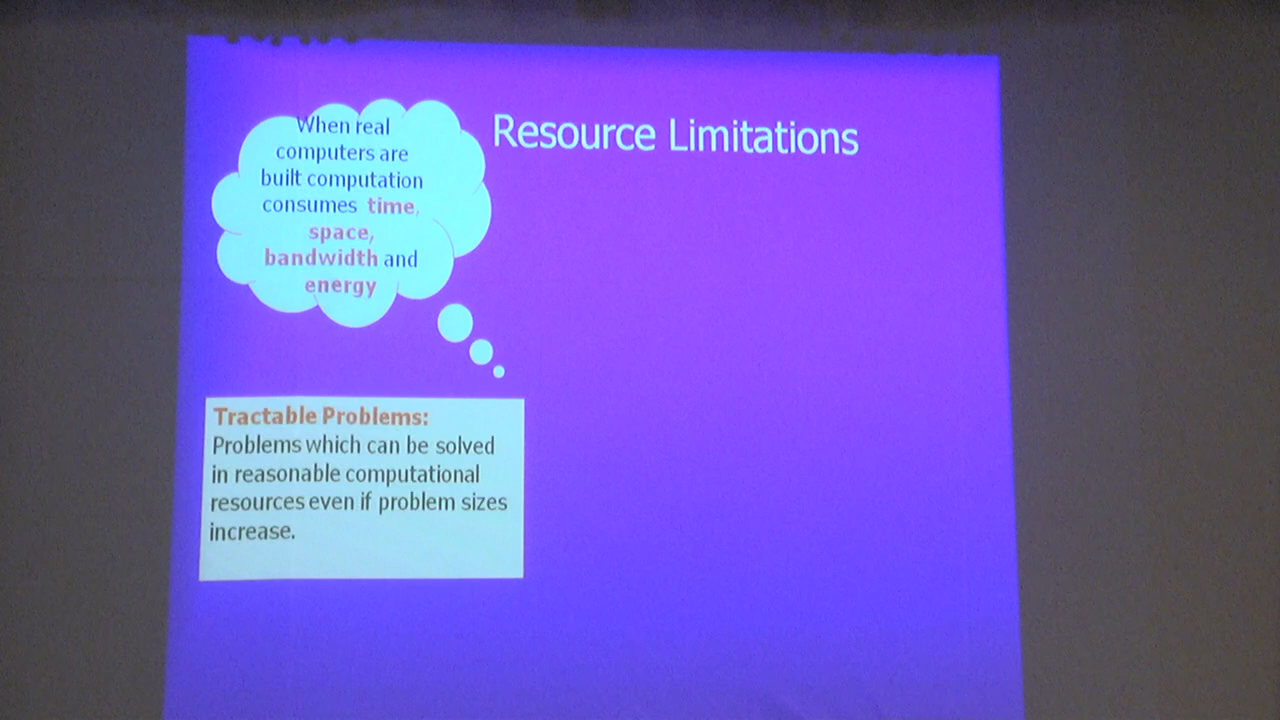 Resource Limitations
When real
computers are
built computation
consumes time,
space,
bandwidth and
energy
Tractable Problems:
Problems which can be solved
in reasonable computational
resources even if problem sizes
increase.